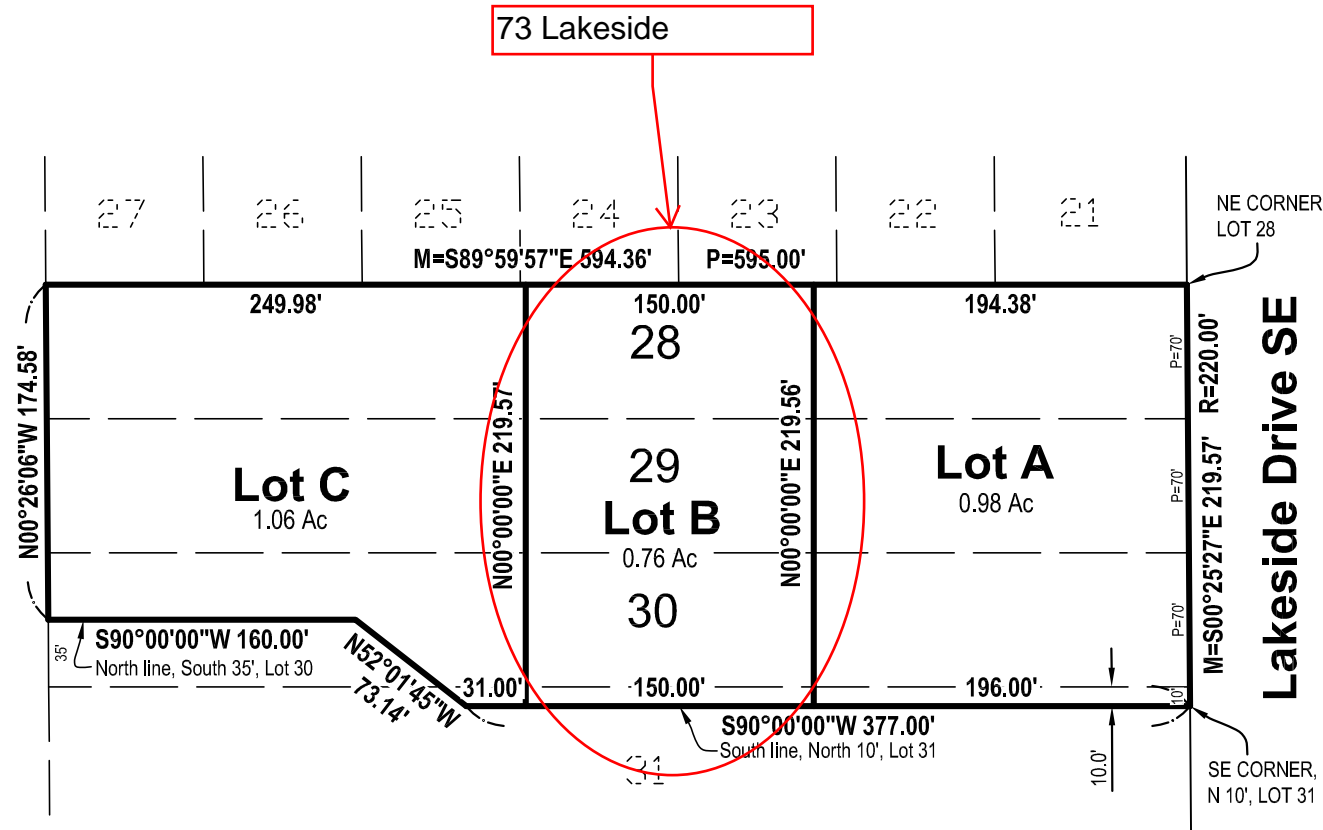 73 Lakeside
27
26
25
24
23
22
21
NE CORNER
LOT 28
M=S89°59'57"E 594.36'
P=595.00'
249.98'
150.00'
194.38'
28
29
30
N00°26'06"W 174.58'
N00°00'00"E 219.57'
N00°00'00"E 219.56'
P=70'
P=70'
P=70'
10'
M=S00°25'27"E 219.57' R=220.00'
Lakeside Drive SE
Lot C
1.06 Ac
Lot B
0.76 Ac
Lot A
0.98 Ac
35'
S90°00'00"W 160.00'
North line, South 35', Lot 30
N52°01'45"W
73.14'
31.00'
150.00'
196.00'
S90°00'00"W 377.00'
South line, North 10', Lot 31
31
10.0'
SE CORNER,
N 10', LOT 31